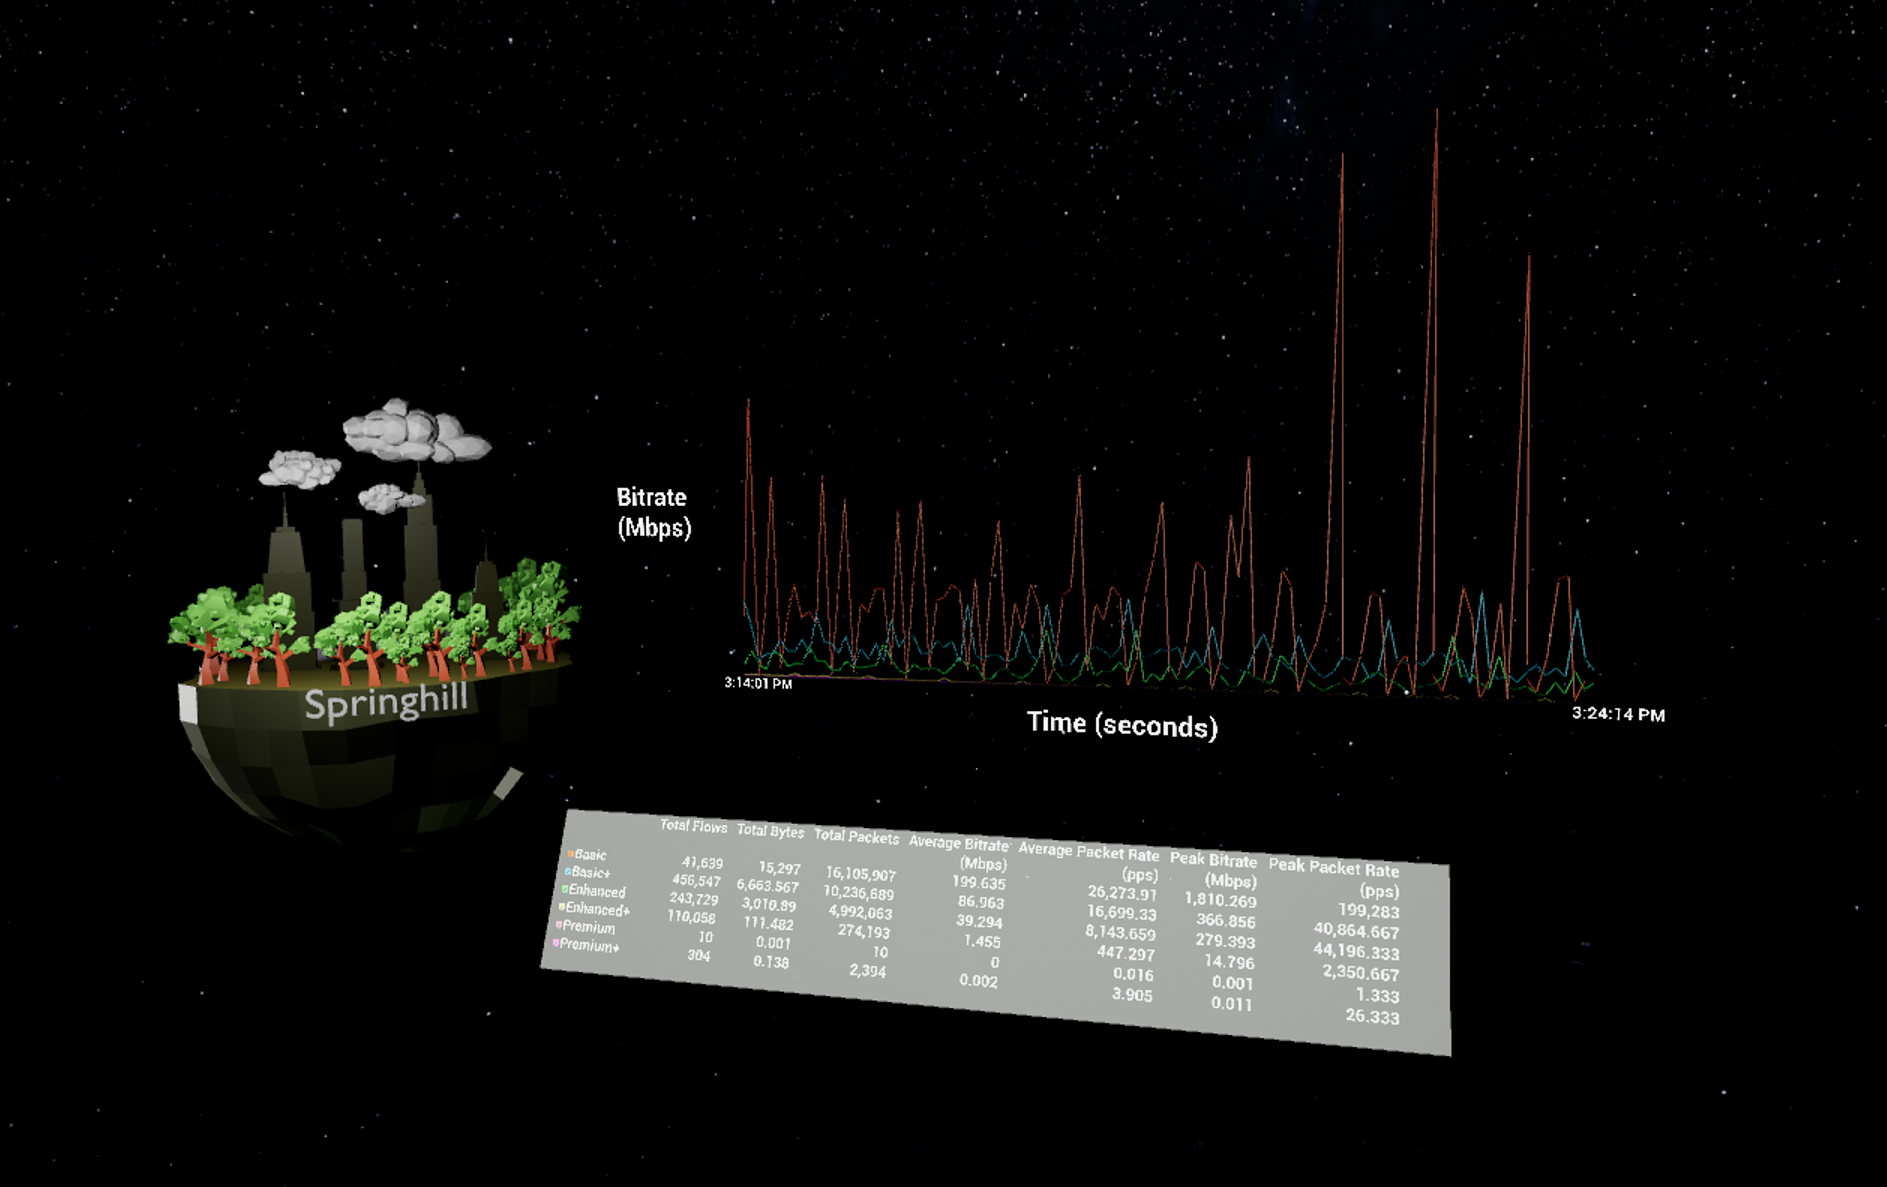 Bitrate
(Mbps)
3:14:01 PM
3:24:14 PM
Time (seconds)
Springhill
Total Flows Total Bytes Total Packets Average Bitrate (Mbps) Average Packet Rate (pps) Peak Bitrate (Mbps) Peak Packet Rate (pps)
Basic 41,639 15,297 16,105,907 199.635 26,273.91 1,810.269 199,283
Basic+ 456,547 6,663.567 10,236,689 86.963 16,699.33 366.856 40,864.667
Enhanced 243,729 3,010.89 4,992,063 39.294 8,143.659 279.393 44,196.333
Enhanced+ 110,058 111.482 274,193 1.455 447.297 14.796 2,350.667
Premium 10 0.001 10 0 0.016 0.001 1.333
Premium+ 304 0.138 2,394 0.002 3.905 0.011 26.333